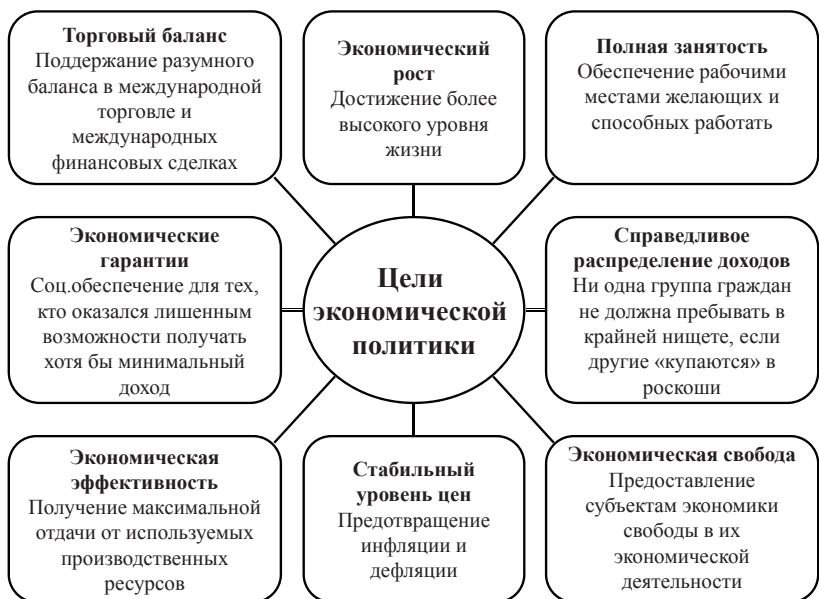 Торговый баланс
Поддержание разумного
баланса в международной
торговле и
международных
финансовых сделках
Экономический
рост
Достижение более
высокого уровня
жизни
Полная занятость
Обеспечение рабочими
местами желающих и
способных работать
Экономические
гарантии
Соц.обеспечение для тех,
кто оказался лишенным
возможности получать
хотя бы минимальный
доход
Цели
экономической
политики
Справедливое
распределение доходов
Ни одна группа граждан
не должна пребывать в
крайней нищете, если
другие «купаются» в
роскоши
Экономическая
эффективность
Получение максимальной
отдачи от используемых
производственных
ресурсов
Стабильный
уровень цен
Предотвращение
инфляции и
дефляции
Экономическая свобода
Предоставление
субъектам экономики
свободы в их
экономической
деятельности